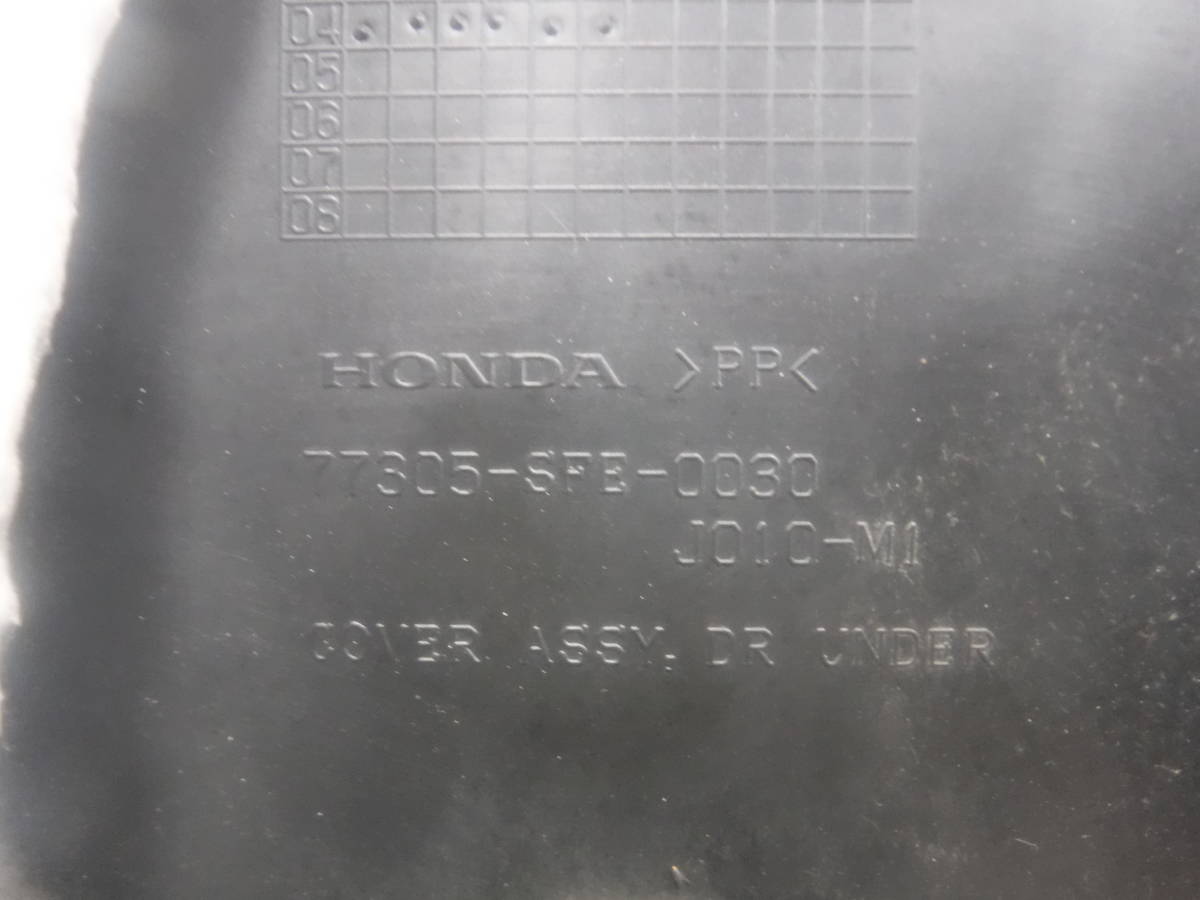 04
05
06
07
08
HONDA >PP<
77305-SFE-0030
J010-M1
COVER ASSY, DR UNDER